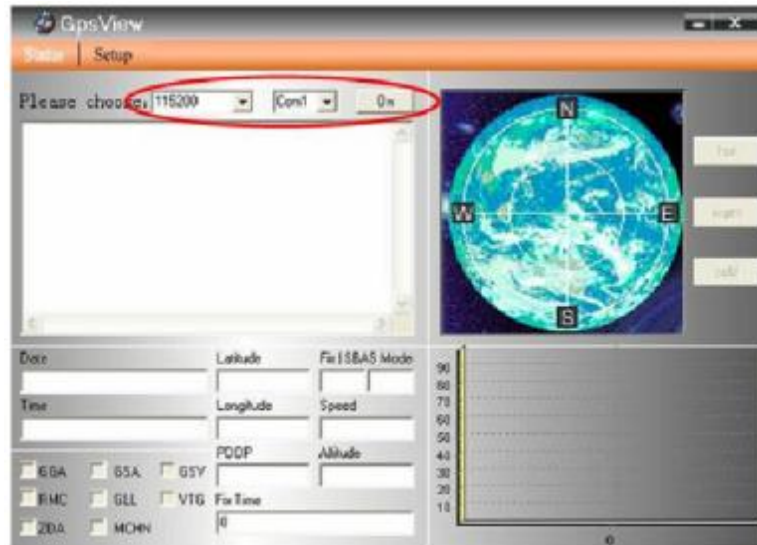 GpsView
Status Setup
Please choose: 115200 Com1 On
N
W E
S
Date Latitude Fix SBAS Mode
Time Longitude Speed
PDOP Altitude
GGA GSA GSV
RMC GLL VTG Fix Time
ZDA MCHN 0
90
80
70
60
50
40
30
20
10
0